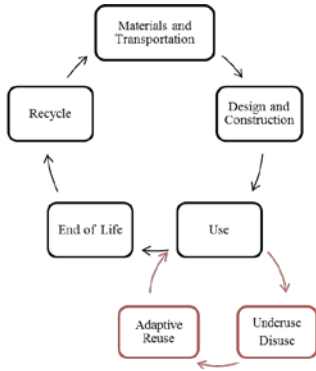 Materials and
Transportation
Recycle
Design and
Construction
End of Life
Use
Adaptive
Reuse
Underuse
Disuse